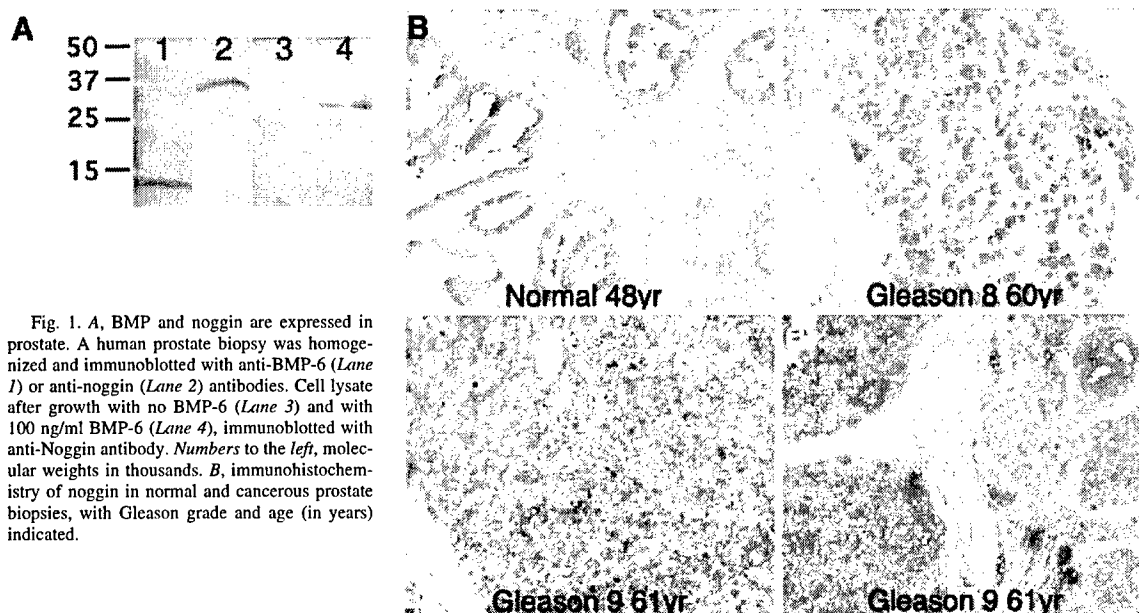 A
50
37
25
15
1 2 3 4
B
Normal 48yr
Gleason 8 60yr
Gleason 9 61yr
Gleason 9 61yr
Fig. 1. A, BMP and noggin are expressed in
prostate. A human prostate biopsy was homoge-
nized and immunoblotted with anti-BMP-6 (Lane
1) or anti-noggin (Lane 2) antibodies. Cell lysate
after growth with no BMP-6 (Lane 3) and with
100 ng/ml BMP-6 (Lane 4), immunoblotted with
anti-Noggin antibody. Numbers to the left, molec-
ular weights in thousands. B, immunohistochem-
istry of noggin in normal and cancerous prostate
biopsies, with Gleason grade and age (in years)
indicated.